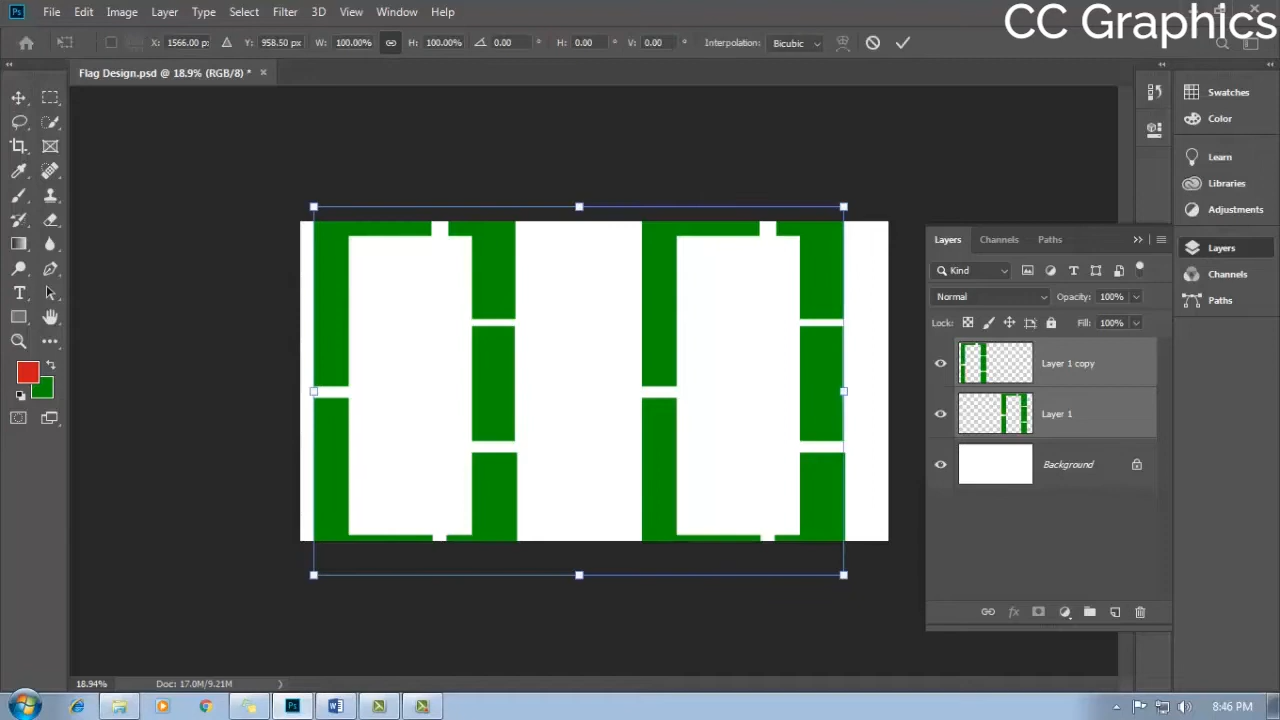 CC Graphics
Ps File Edit Image Layer Type Select Filter 3D View Window Help
X: 1566.00 px Y: 958.50 px W: 100.00% H: 100.00% 0.00 ° H: 0.00 ° V: 0.00 ° Interpolation: Bicubic
Flag Design.psd @ 18.9% (RGB/8) * ×
Swatches
Color
Learn
Libraries
Adjustments
Layers
Channels
Paths
Layers Channels Paths
Kind
Normal Opacity: 100%
Lock: Fill: 100%
Layer 1 copy
Layer 1
Background
18.94% Doc: 17.0M/9.21M
Ps 8:46 PM